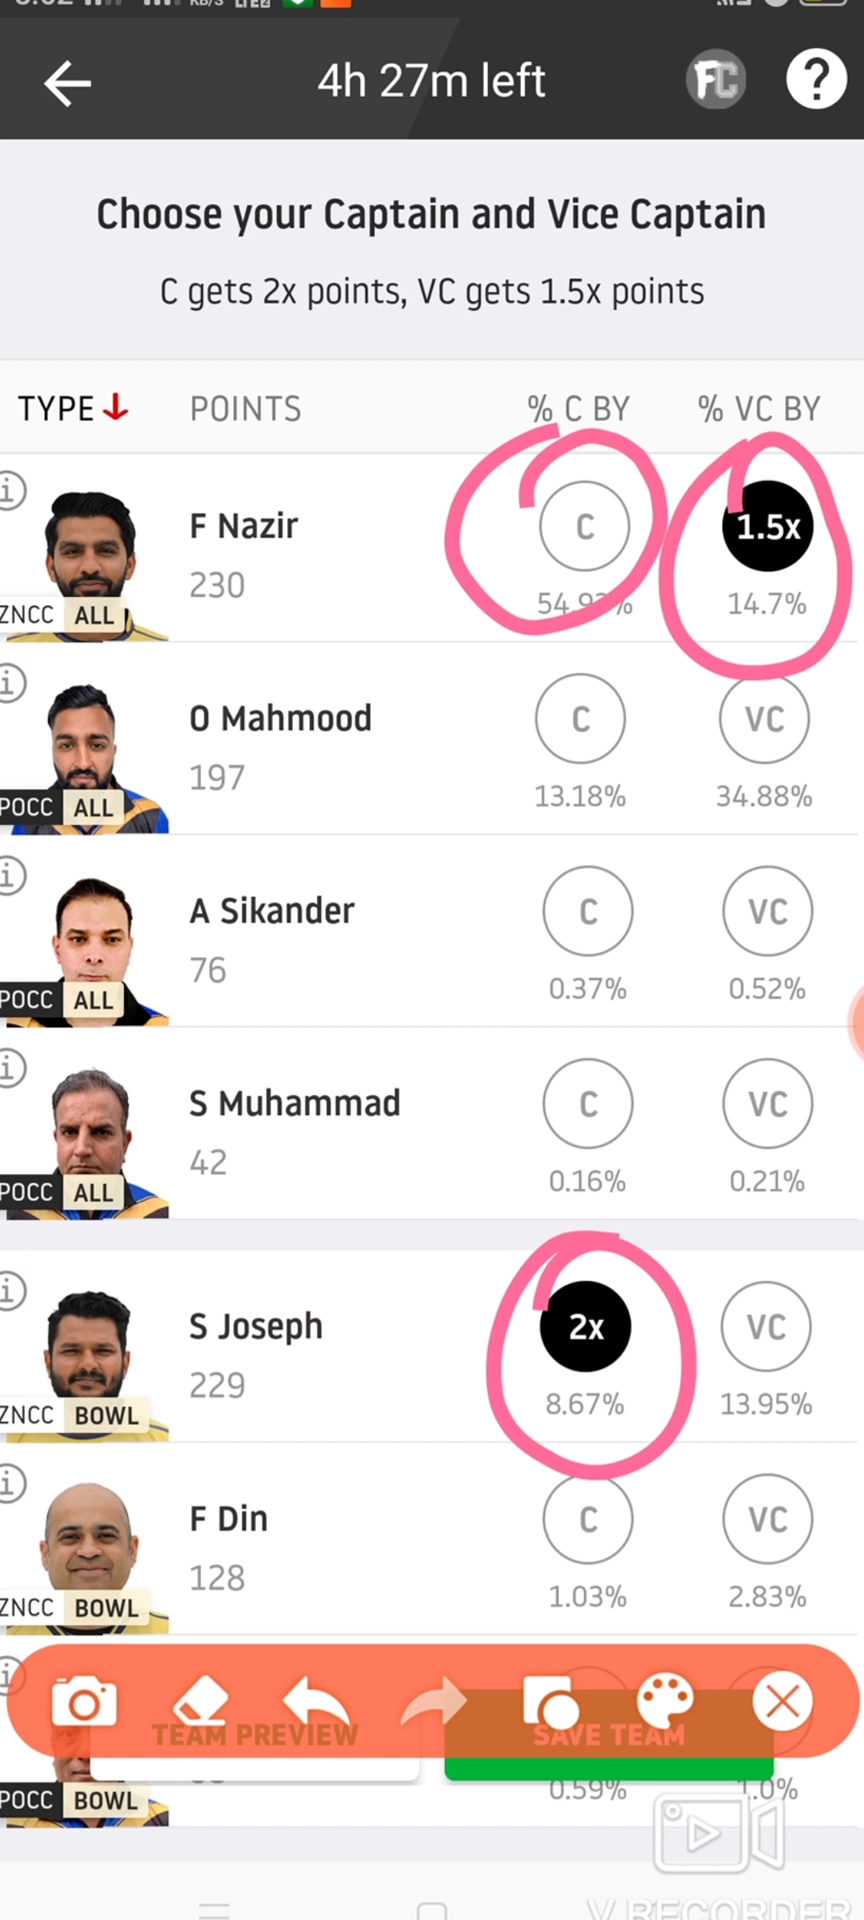 4h 27m left
FC
?
Choose your Captain and Vice Captain
C gets 2x points, VC gets 1.5x points
TYPE POINTS % C BY % VC BY
F Nazir
230
C
1.5x
14.7%
ZNCC ALL
O Mahmood
197
C
VC
13.18%
34.88%
POCC ALL
A Sikander
76
C
VC
0.37%
0.52%
POCC ALL
S Muhammad
42
C
VC
0.16%
0.21%
POCC ALL
S Joseph
229
2x
VC
8.67%
13.95%
ZNCC BOWL
F Din
128
C
VC
1.03%
2.83%
ZNCC BOWL
TEAM PREVIEW
SAVE TEAM
0.59%
1.0%
POCC BOWL
V RECORDER